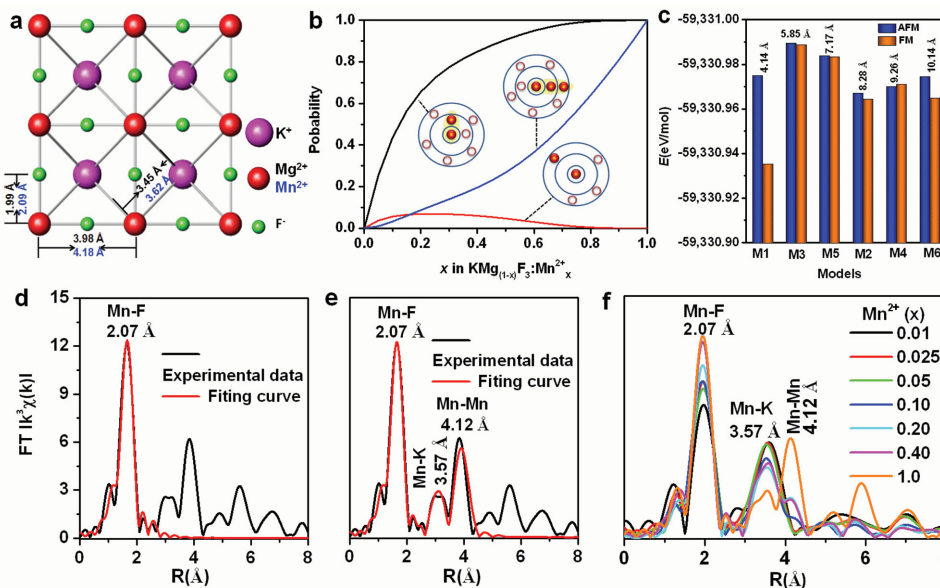 a
K⁺
Mg²⁺
Mn²⁺
F⁻
1.99 Å
2.09 Å
3.45 Å
3.62 Å
3.98 Å
4.18 Å
b
Pobability
1.0
0.8
0.6
0.4
0.2
0.0
0.0 0.2 0.4 0.6 0.8 1.0
x in KMg(1-x)F₃:Mn²⁺x
c
E(eV/mol)
-59,331.00
-59,330.98
-59,330.96
-59,330.94
-59,330.92
-59,330.90
AFM
FM
4.14 Å
5.85 Å
7.17 Å
8.28 Å
9.26 Å
10.14 Å
M1 M3 M5 M2 M4 M6
Models
d
FT |k³χ(k)|
15
12
9
6
3
0
Mn-F
2.07 Å
Experimental data
Fiting curve
0 2 4 6 8
R(Å)
e
Mn-F
2.07 Å
Experimental data
Fiting curve
Mn-Mn
4.12 Å
Mn-K
3.57 Å
0 2 4 6 8
R(Å)
f
Mn-F
2.07 Å
Mn-K
3.57 Å
Mn-Mn
4.12 Å
Mn²⁺ (x)
0.01
0.025
0.05
0.10
0.20
0.40
1.0
0 2 4 6
R(Å)